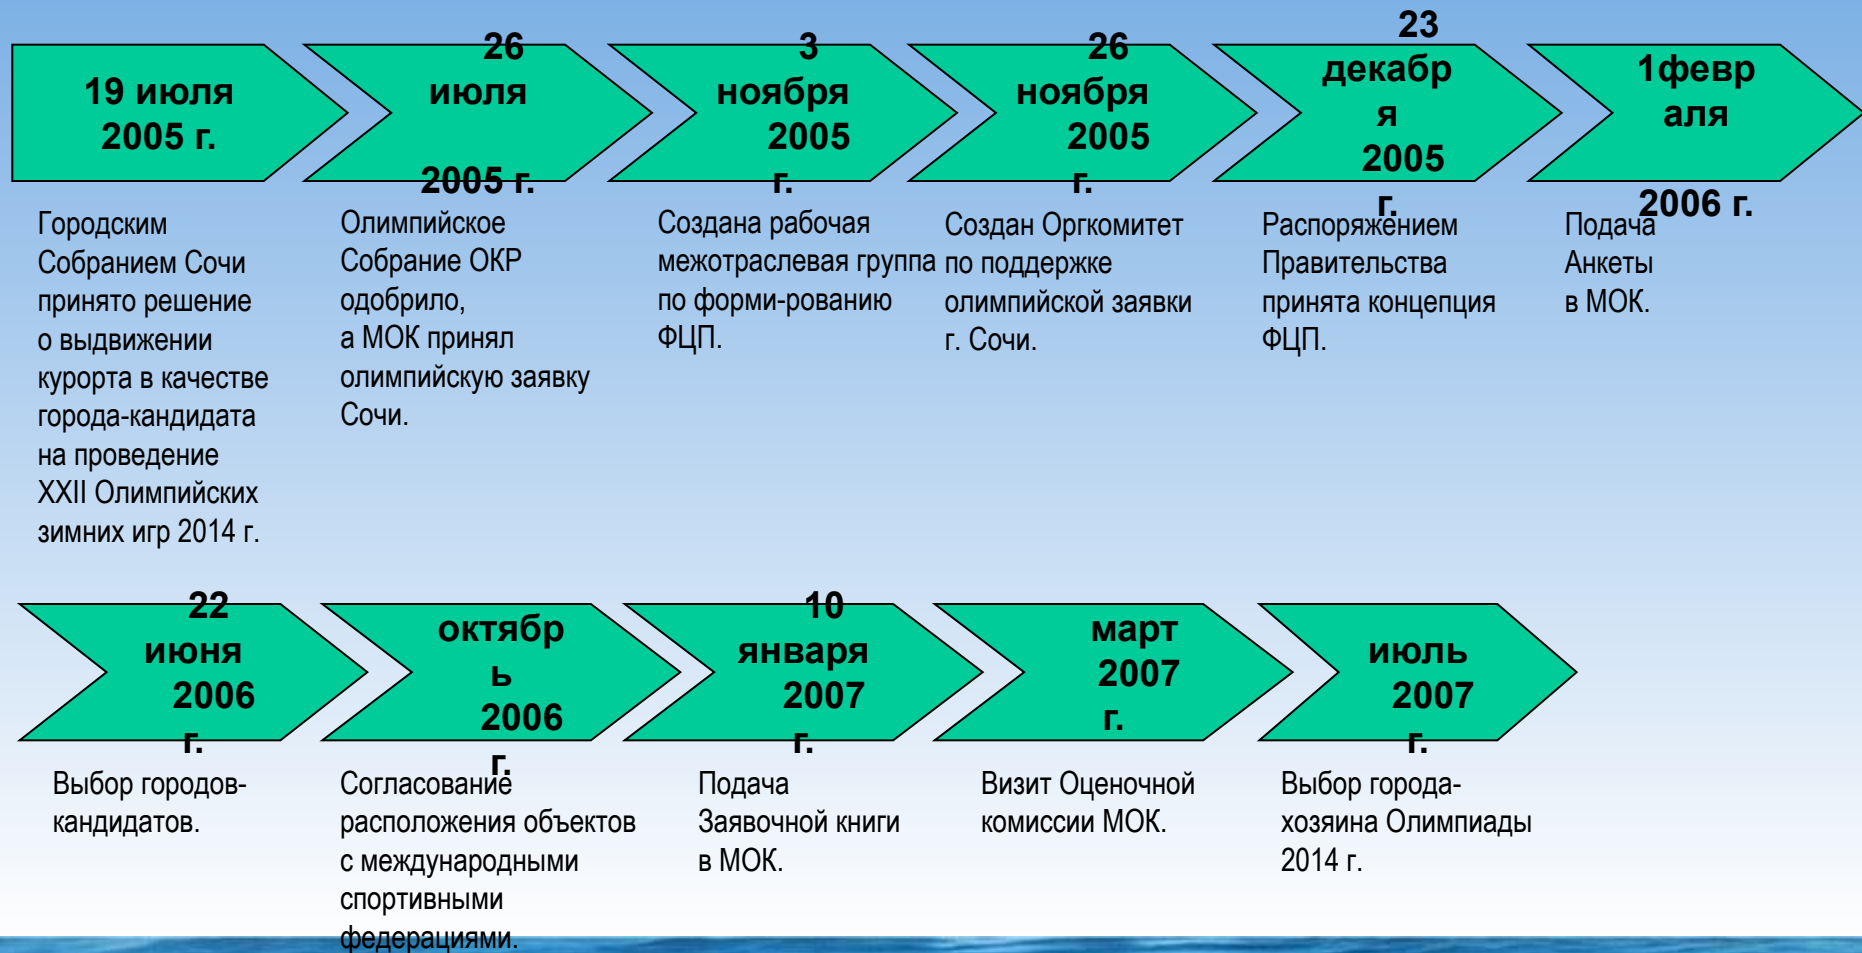 19 июля
2005 г.
Городским
Собранием Сочи
принято решение
о выдвижении
курорта в качестве
города-кандидата
на проведение
XXII Олимпийских
зимних игр 2014 г.
26
июля
2005 г.
Олимпийское
Собрание ОКР
одобрило,
а МОК принял
олимпийскую заявку
Сочи.
3
ноября
2005
г.
Создана рабочая
межотраслевая группа
по форми-рованию
ФЦП.
26
ноября
2005
г.
Создан Оргкомитет
по поддержке
олимпийской заявки
г. Сочи.
23
декабр
я
2005
г.
Распоряжением
Правительства
принята концепция
ФЦП.
1февр
аля
2006 г.
Подача
Анкеты
в МОК.
22
июня
2006
г.
Выбор городов-
кандидатов.
октябр
ь
2006
г.
Согласование
расположения объектов
с международными
спортивными
федерациями.
10
января
2007
г.
Подача
Заявочной книги
в МОК.
март
2007
г.
Визит Оценочной
комиссии МОК.
июль
2007
г.
Выбор города-
хозяина Олимпиады
2014 г.